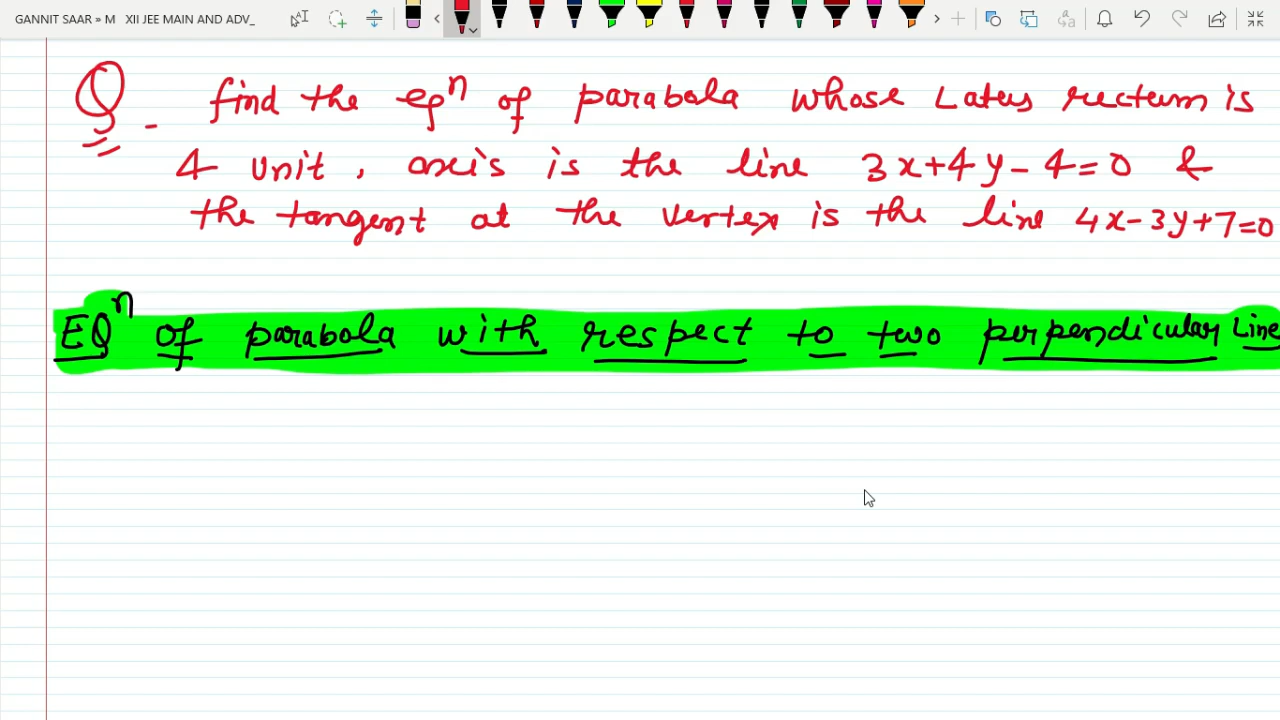 GANNIT SAAR » M XII JEE MAIN AND ADV_
Q - find the eqⁿ of parabola whose Latus rectum is
4 unit, axis is the line 3x+4y-4=0 &
the tangent at the vertex is the line 4x-3y+7=0
EQⁿ of parabola with respect to two perpendicular Line